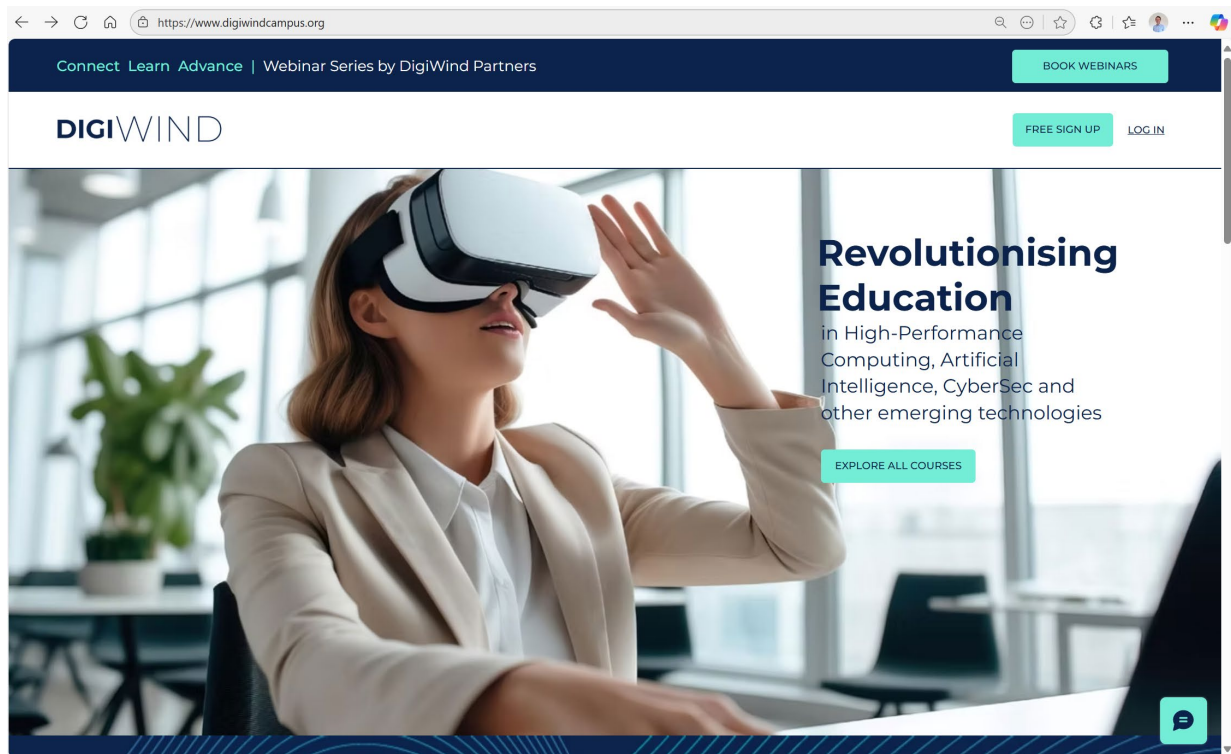 https://www.digiwindcampus.org
Connect Learn Advance | Webinar Series by DigiWind Partners
BOOK WEBINARS
DIGIWIND
FREE SIGN UP
LOG IN
Revolutionising
Education
in High-Performance
Computing, Artificial
Intelligence, CyberSec and
other emerging technologies
EXPLORE ALL COURSES